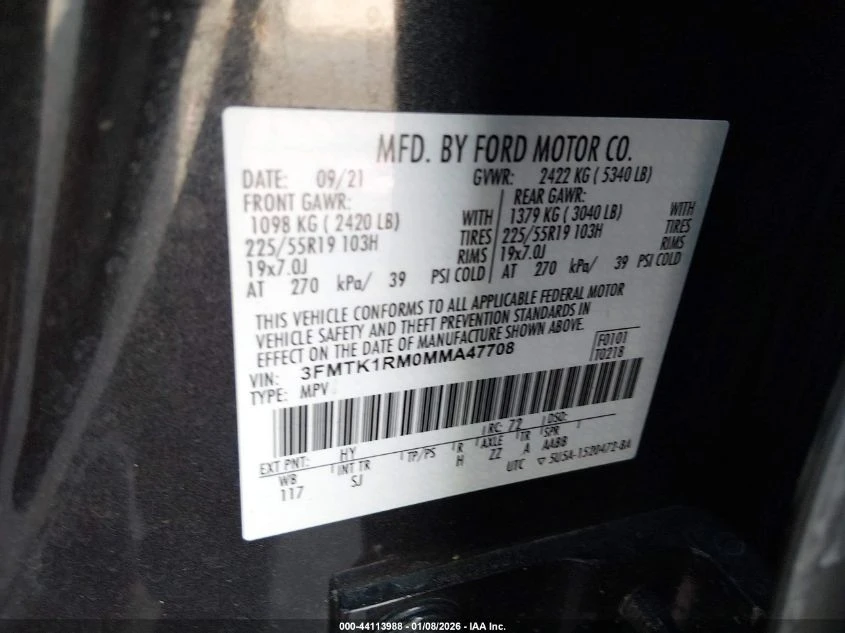 MFD. BY FORD MOTOR CO.
DATE: 09/21 GVWR: 2422 KG ( 5340 LB)
FRONT GAWR: REAR GAWR:
1098 KG ( 2420 LB) WITH 1379 KG ( 3040 LB) WITH
225/55R19 103H TIRES 225/55R19 103H TIRES
19x7.0J RIMS 19x7.0J RIMS
AT 270 kPa/ 39 PSI COLD AT 270 kPa/ 39 PSI COLD
THIS VEHICLE CONFORMS TO ALL APPLICABLE FEDERAL MOTOR
VEHICLE SAFETY AND THEFT PREVENTION STANDARDS IN
EFFECT ON THE DATE OF MANUFACTURE SHOWN ABOVE.
VIN: 3FMTK1RM0MMA47708 F0101
TYPE: MPV T0218
EXT PNT: HY RC: 72 DSO:
WB INT TR TP/PS R AXLE TR SPR
117 SJ H ZZ A AABB
UTC ▽ 5U5A-1520472-BA
000-44113988 - 01/08/2026 - IAA Inc.